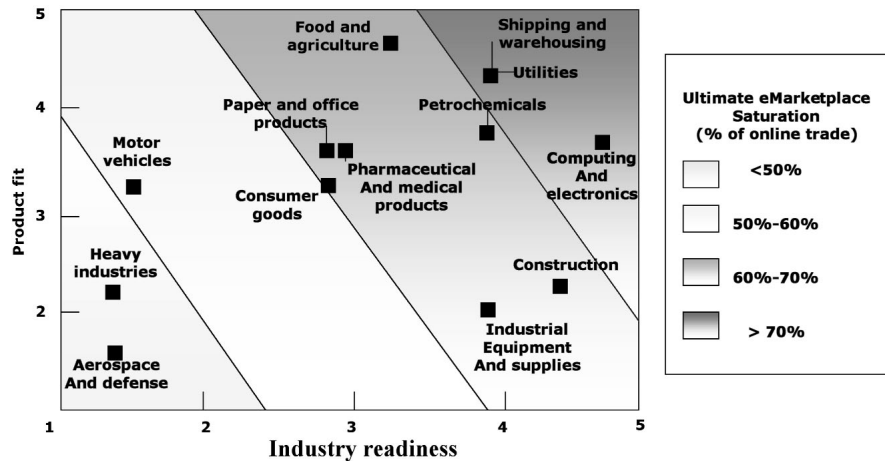 5
4
3
2
1
2
3
4
5
Product fit
Industry readiness
Food and
agriculture
Shipping and
warehousing
Utilities
Paper and office
products
Petrochemicals
Motor
vehicles
Pharmaceutical
And medical
products
Computing
And
electronics
Consumer
goods
Heavy
industries
Construction
Industrial
Equipment
And supplies
Aerospace
And defense
Ultimate eMarketplace
Saturation
(% of online trade)
<50%
50%-60%
60%-70%
> 70%